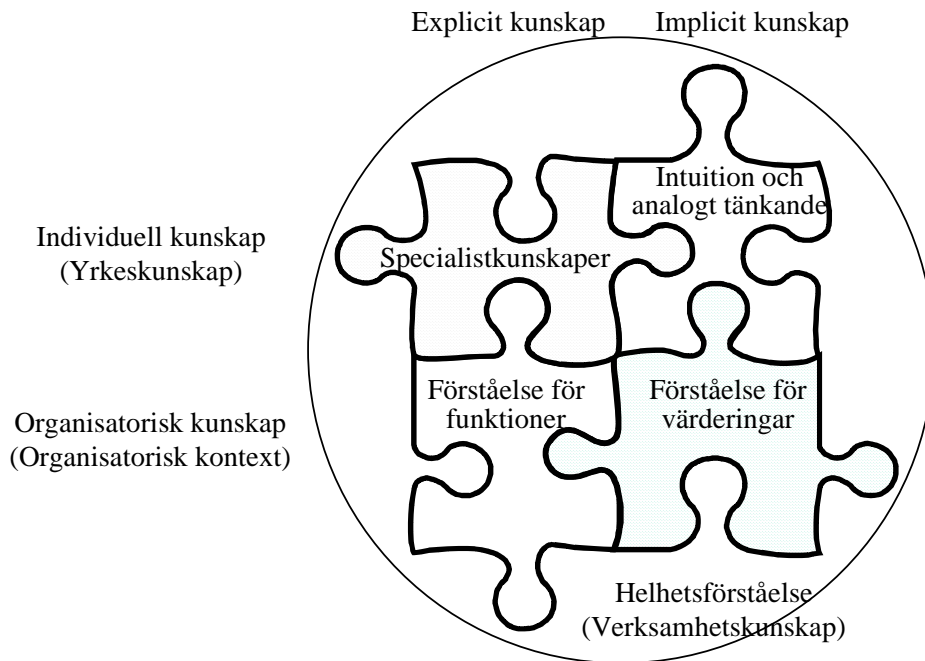 Explicit kunskap Implicit kunskap
Intuition och
analogt tänkande
Individuell kunskap
(Yrkeskunskap)
Specialistkunskaper
Förståelse för
funktioner
Förståelse för
värderingar
Organisatorisk kunskap
(Organisatorisk kontext)
Helhetsförståelse
(Verksamhetskunskap)